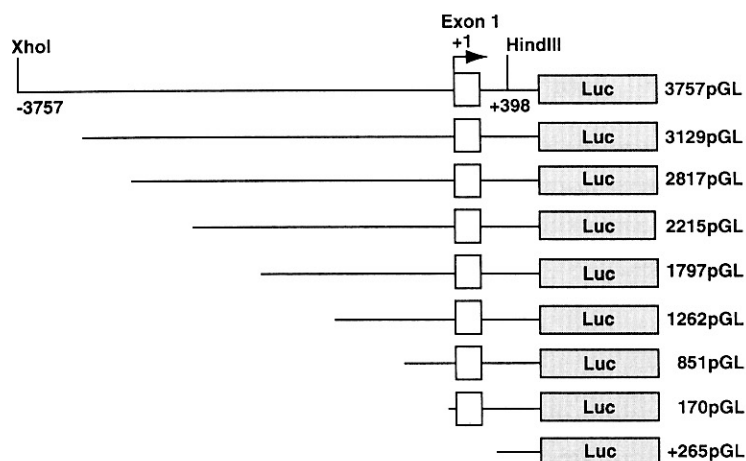 Exon 1
XhoI
+1
HindIII
-3757
+398
Luc
3757pGL
Luc
3129pGL
Luc
2817pGL
Luc
2215pGL
Luc
1797pGL
Luc
1262pGL
Luc
851pGL
Luc
170pGL
Luc
+265pGL